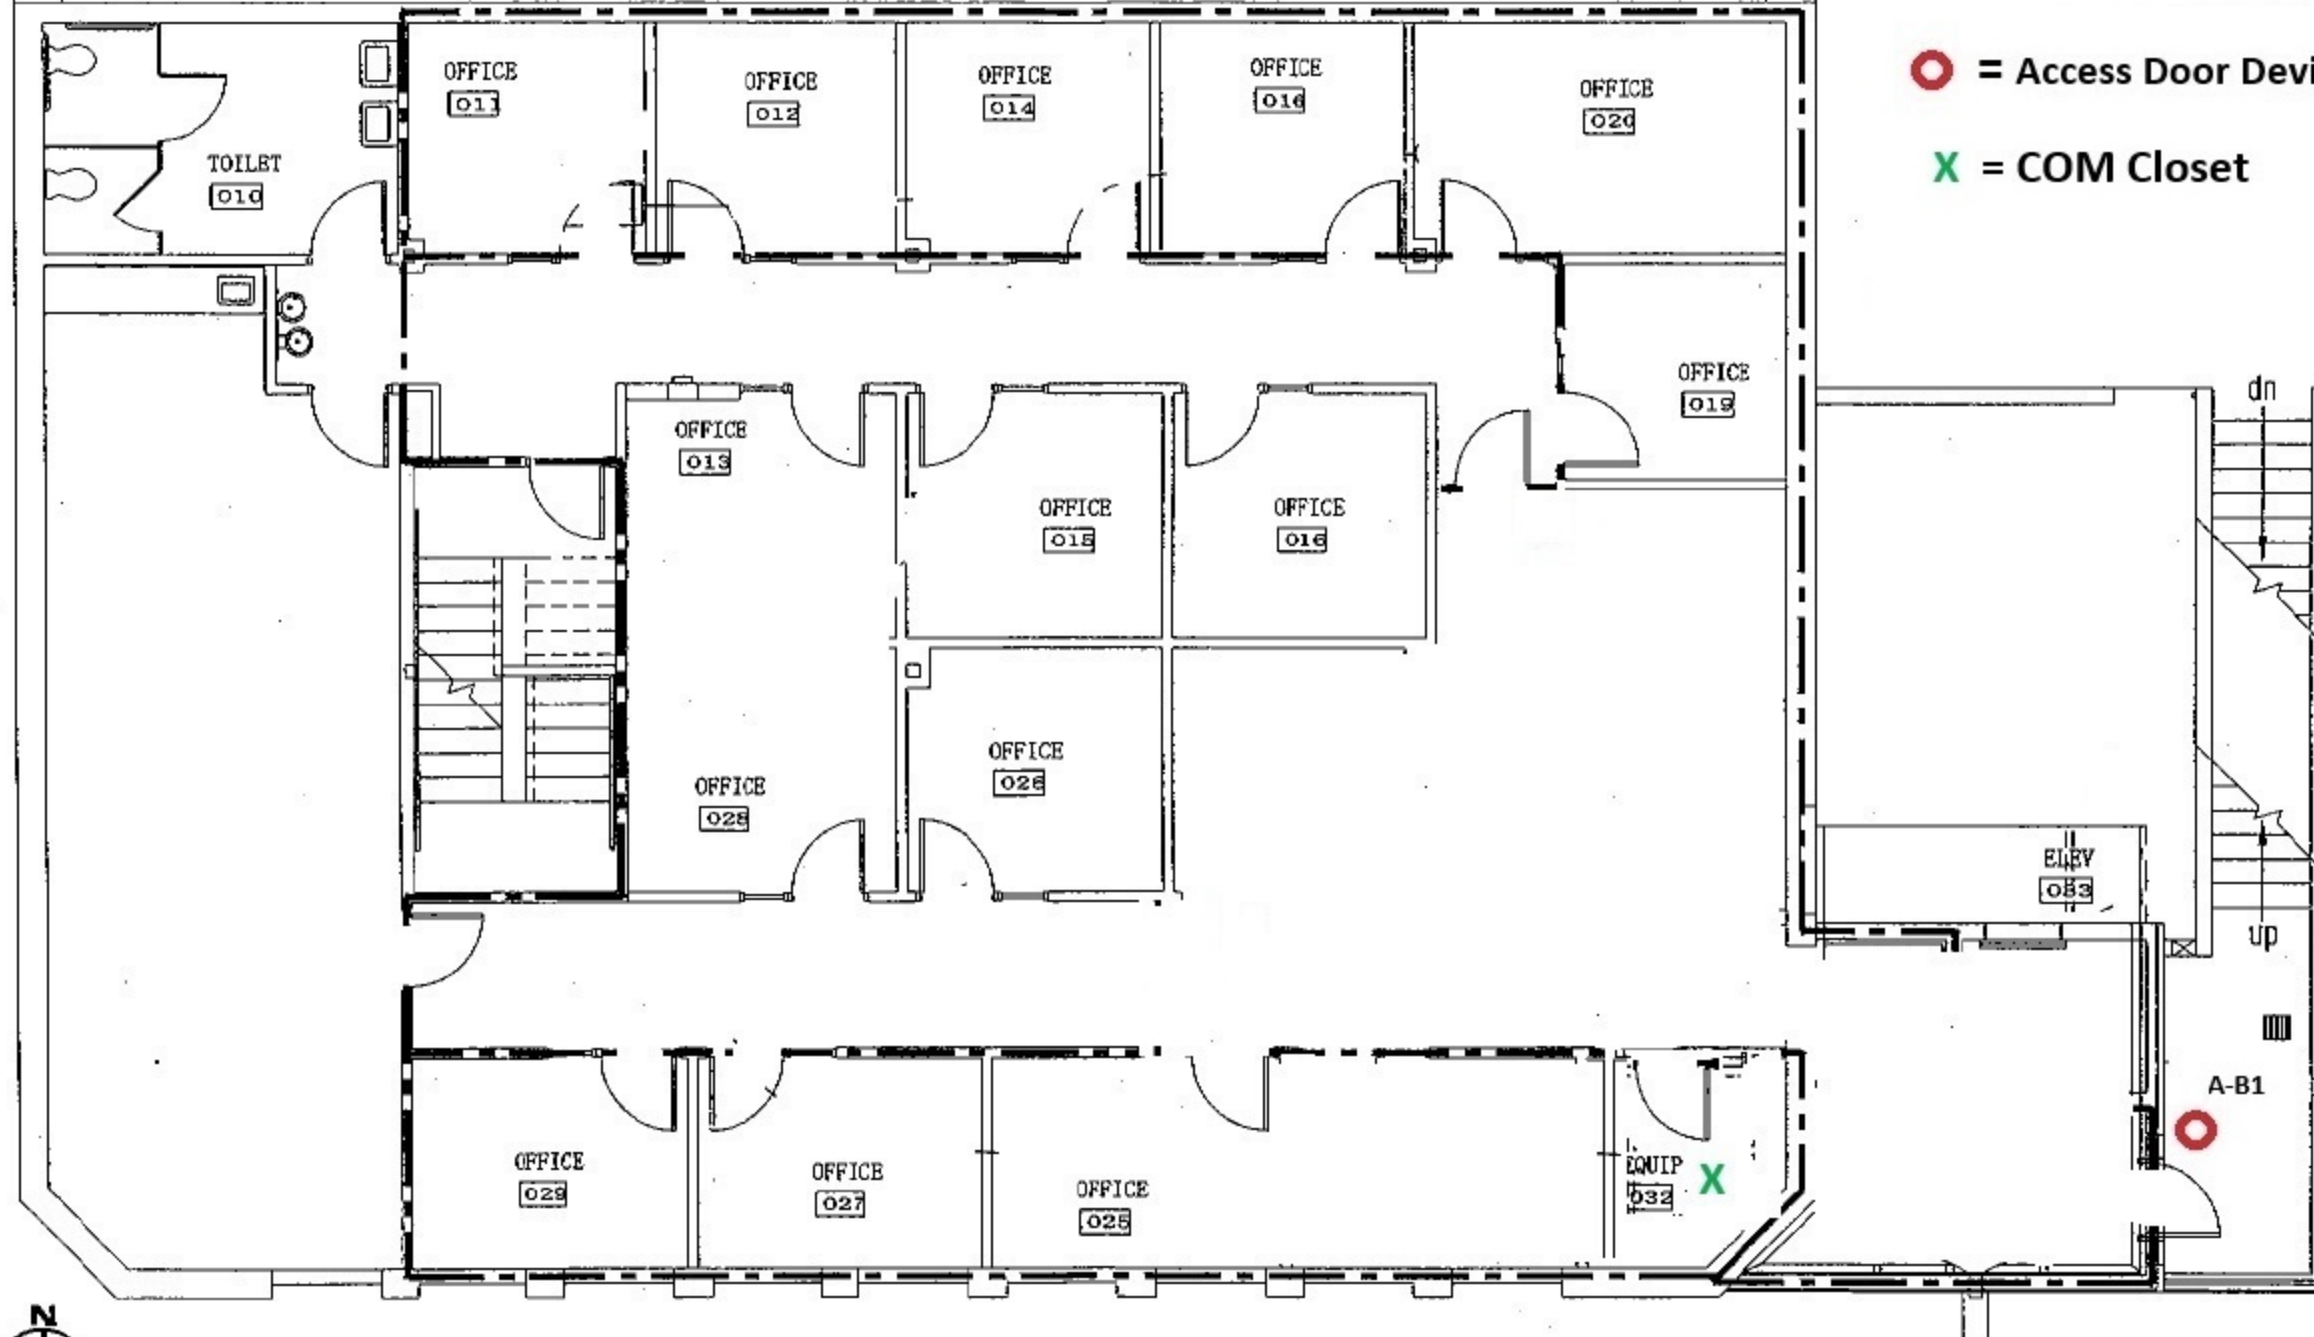 OFFICE
011
OFFICE
012
OFFICE
014
OFFICE
016
OFFICE
020
= Access Door Devi
X = COM Closet
TOILET
010
OFFICE
019
dn
OFFICE
013
OFFICE
015
OFFICE
016
OFFICE
026
OFFICE
028
ELEV
033
up
A-B1
OFFICE
029
OFFICE
027
OFFICE
025
EQUIP
032
X
N